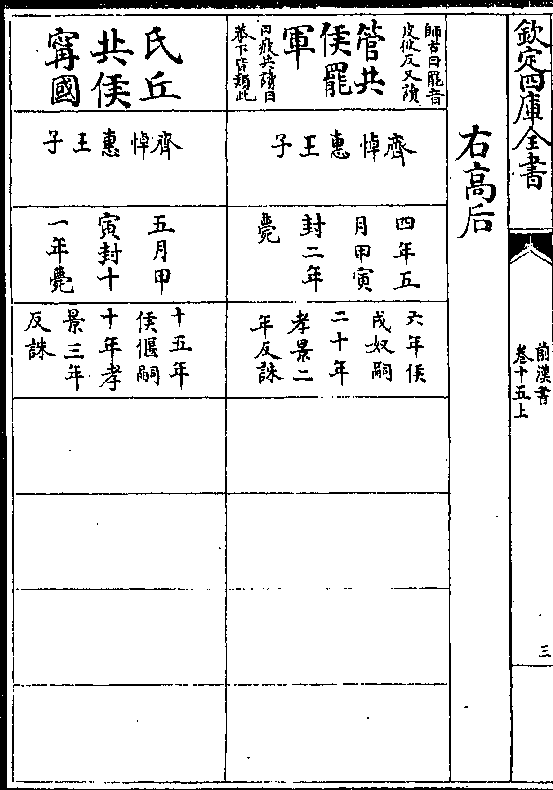 欽定四庫全書
前漢書
卷十五上
三
右高后
師古曰罷音
皮彼反又讀
管共
侯罷
軍
曰疲共讀曰
恭下皆類此
齊悼惠王子
四年五
月甲寅
封二年
薨
六年侯
戎奴嗣
二十年
孝景二
年反誅
氏丘
共侯
寗國
齊悼惠王子
五月甲
寅封十
一年薨
十五年
侯偃嗣
十年孝
景三年
反誅